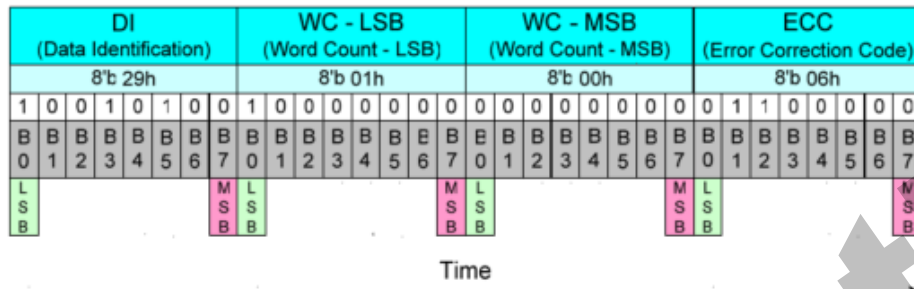 DI WC - LSB WC - MSB ECC
(Data Identification) (Word Count - LSB) (Word Count - MSB) (Error Correction Code)
8'b 29h 8'b 01h 8'b 00h 8'b 06h
1 0 0 1 0 1 0 0 1 0 0 0 0 0 0 0 0 0 0 0 0 0 0 0 0 1 1 0 0 0 0 0
B B B B B B B B B B B B B B E B E B B B B B B B B B B B B B B B
0 1 2 3 4 5 6 7 0 1 2 3 4 5 6 7 0 1 2 3 4 5 6 7 0 1 2 3 4 5 6 7
L M L M L M L M
S S S S S S S S
B B B B B B B B
Time